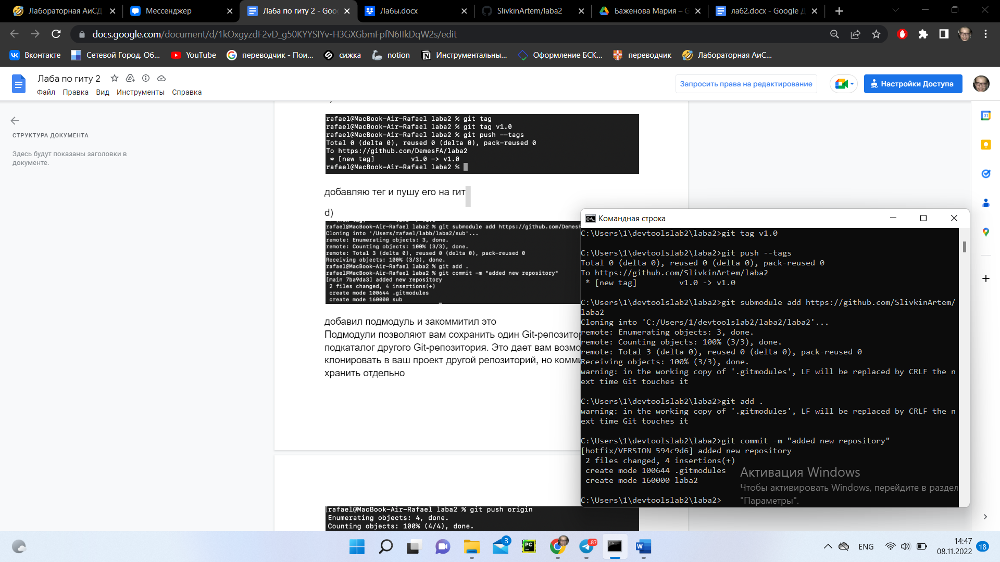 Лабораторная АиСД
Мессенджер
Лаба по гиту 2 - Goo
Лабы.docx
SlivkinArtem/laba2
Баженова Мария – G
лаб2.docx - Google Д
docs.google.com/document/d/1kOxgyzdF2vD_g50KYYSIYv-H3GXGbmFpfN6IIkDqW2s/edit
Вконтакте
Сетевой Город. Об...
YouTube
переводчик - Пои...
сижка
notion
Инструментальны...
Оформление БСК...
переводчик
Лабораторная АиС...
Лаба по гиту 2
Файл Правка Вид Инструменты Справка
Запросить права на редактирование
Настройки Доступа
СТРУКТУРА ДОКУМЕНТА
Здесь будут показаны заголовки в
документе.
rafael@MacBook-Air-Rafael laba2 % git tag
rafael@MacBook-Air-Rafael laba2 % git tag v1.0
rafael@MacBook-Air-Rafael laba2 % git push --tags
Total 0 (delta 0), reused 0 (delta 0), pack-reused 0
To https://github.com/DemesFA/laba2
* [new tag] v1.0 -> v1.0
rafael@MacBook-Air-Rafael laba2 %
добавляю тег и пушу его на гит
d)
rafael@MacBook-Air-Rafael laba2 % git submodule add https://github.com/DemesF
Cloning into '/Users/rafael/labb/laba2/sub'...
remote: Enumerating objects: 3, done.
remote: Counting objects: 100% (3/3), done.
remote: Total 3 (delta 0), reused 0 (delta 0), pack-reused 0
Receiving objects: 100% (3/3), done.
rafael@MacBook-Air-Rafael laba2 % git add .
rafael@MacBook-Air-Rafael laba2 % git commit -m "added new repository"
[main 7ba9da3] added new repository
2 files changed, 4 insertions(+)
create mode 100644 .gitmodules
create mode 160000 sub
добавил подмодуль и закоммитил это
Подмодули позволяют вам сохранить один Git-репозитор
подкаталог другого Git-репозитория. Это дает вам возмо
клонировать в ваш проект другой репозиторий, но комми
хранить отдельно
rafael@MacBook-Air-Rafael laba2 % git push origin
Enumerating objects: 4, done.
Counting objects: 100% (4/4), done.
Командная строка
C:\Users\1\devtoolslab2\laba2>git tag v1.0
C:\Users\1\devtoolslab2\laba2>git push --tags
Total 0 (delta 0), reused 0 (delta 0), pack-reused 0
To https://github.com/SlivkinArtem/laba2
* [new tag] v1.0 -> v1.0
C:\Users\1\devtoolslab2\laba2>git submodule add https://github.com/SlivkinArtem/
laba2
Cloning into 'C:/Users/1/devtoolslab2/laba2/laba2'...
remote: Enumerating objects: 3, done.
remote: Counting objects: 100% (3/3), done.
remote: Total 3 (delta 0), reused 0 (delta 0), pack-reused 0
Receiving objects: 100% (3/3), done.
warning: in the working copy of '.gitmodules', LF will be replaced by CRLF the n
ext time Git touches it
C:\Users\1\devtoolslab2\laba2>git add .
warning: in the working copy of '.gitmodules', LF will be replaced by CRLF the n
ext time Git touches it
C:\Users\1\devtoolslab2\laba2>git commit -m "added new repository"
[hotfix/VERSION 594c9d6] added new repository
2 files changed, 4 insertions(+)
create mode 100644 .gitmodules
create mode 160000 laba2
C:\Users\1\devtoolslab2\laba2>
Активация Windows
Чтобы активировать Windows, перейдите в раздел
"Параметры".
31
3
PC
..87
W
ENG
14:47
08.11.2022
18